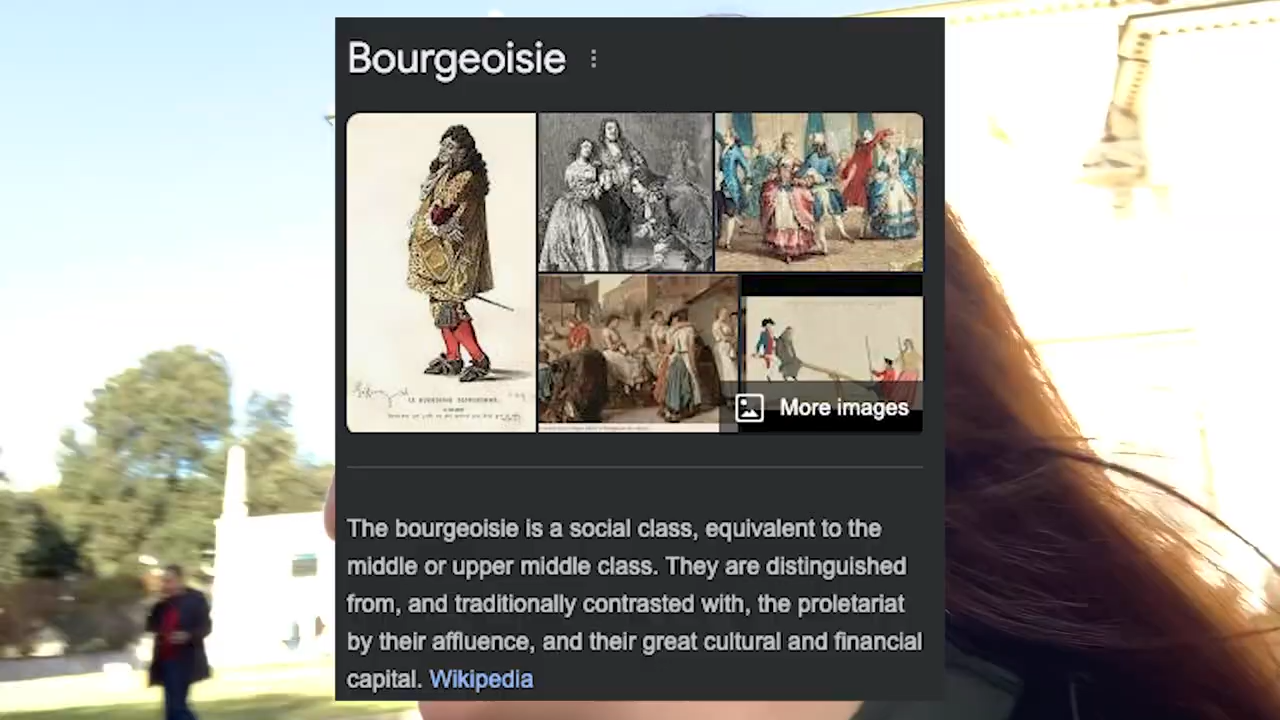 Bourgeoisie
More images
The bourgeoisie is a social class, equivalent to the
middle or upper middle class. They are distinguished
from, and traditionally contrasted with, the proletariat
by their affluence, and their great cultural and financial
capital. Wikipedia